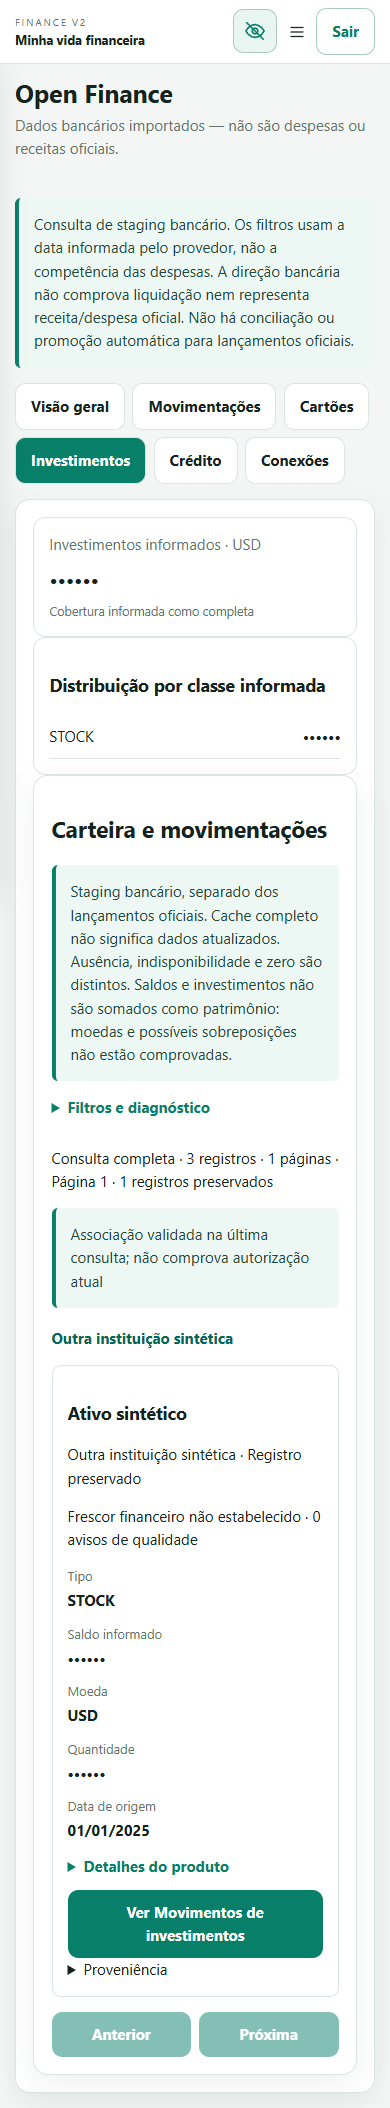 FINANCE V2
Minha vida financeira
Sair
Open Finance
Dados bancários importados — não são despesas ou
receitas oficiais.
Consulta de staging bancário. Os filtros usam a
data informada pelo provedor, não a
competência das despesas. A direção bancária
não comprova liquidação nem representa
receita/despesa oficial. Não há conciliação ou
promoção automática para lançamentos oficiais.
Visão geral
Movimentações
Cartões
Investimentos
Crédito
Conexões
Investimentos informados · USD
••••••
Cobertura informada como completa
Distribuição por classe informada
STOCK ••••••
Carteira e movimentações
Staging bancário, separado dos
lançamentos oficiais. Cache completo
não significa dados atualizados.
Ausência, indisponibilidade e zero são
distintos. Saldos e investimentos não
são somados como patrimônio:
moedas e possíveis sobreposições
não estão comprovadas.
Filtros e diagnóstico
Consulta completa · 3 registros · 1 páginas ·
Página 1 · 1 registros preservados
Associação validada na última
consulta; não comprova autorização
atual
Outra instituição sintética
Ativo sintético
Outra instituição sintética · Registro
preservado
Frescor financeiro não estabelecido · 0
avisos de qualidade
Tipo
STOCK
Saldo informado
••••••
Moeda
USD
Quantidade
••••••
Data de origem
01/01/2025
Detalhes do produto
Ver Movimentos de
investimentos
Proveniência
Anterior
Próxima